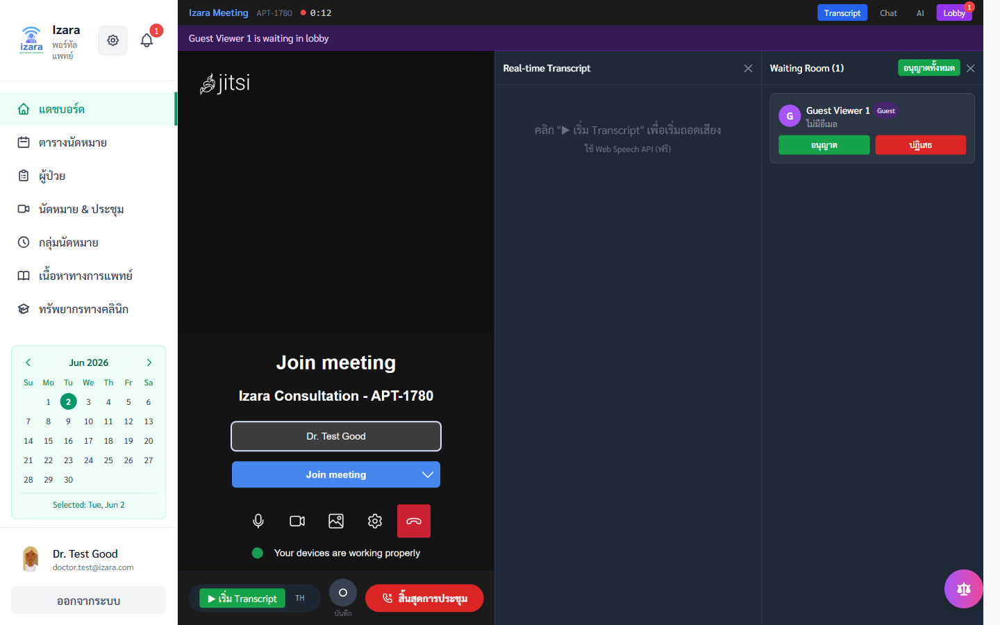 Izara
พอร์ทัล
แพทย์
1
izara
แดชบอร์ด
ตารางนัดหมาย
ผู้ป่วย
นัดหมาย & ประชุม
กลุ่มนัดหมาย
เนื้อหาทางการแพทย์
ทรัพยากรทางคลินิก
Jun 2026
Su Mo Tu We Th Fr Sa
1 2 3 4 5 6
7 8 9 10 11 12 13
14 15 16 17 18 19 20
21 22 23 24 25 26 27
28 29 30
Selected: Tue, Jun 2
Dr. Test Good
doctor.test@izara.com
ออกจากระบบ
Izara Meeting APT-1780 0:12
Transcript Chat AI Lobby 1
Guest Viewer 1 is waiting in lobby
jitsi
Join meeting
Izara Consultation - APT-1780
Dr. Test Good
Join meeting
Your devices are working properly
▶ เริ่ม Transcript TH
บันทึก
สิ้นสุดการประชุม
Real-time Transcript
คลิก "▶ เริ่ม Transcript" เพื่อเริ่มถอดเสียง
ใช้ Web Speech API (ฟรี)
Waiting Room (1) อนุญาตทั้งหมด
G
Guest Viewer 1 Guest
ไม่มีอีเมล
อนุญาต ปฏิเสธ